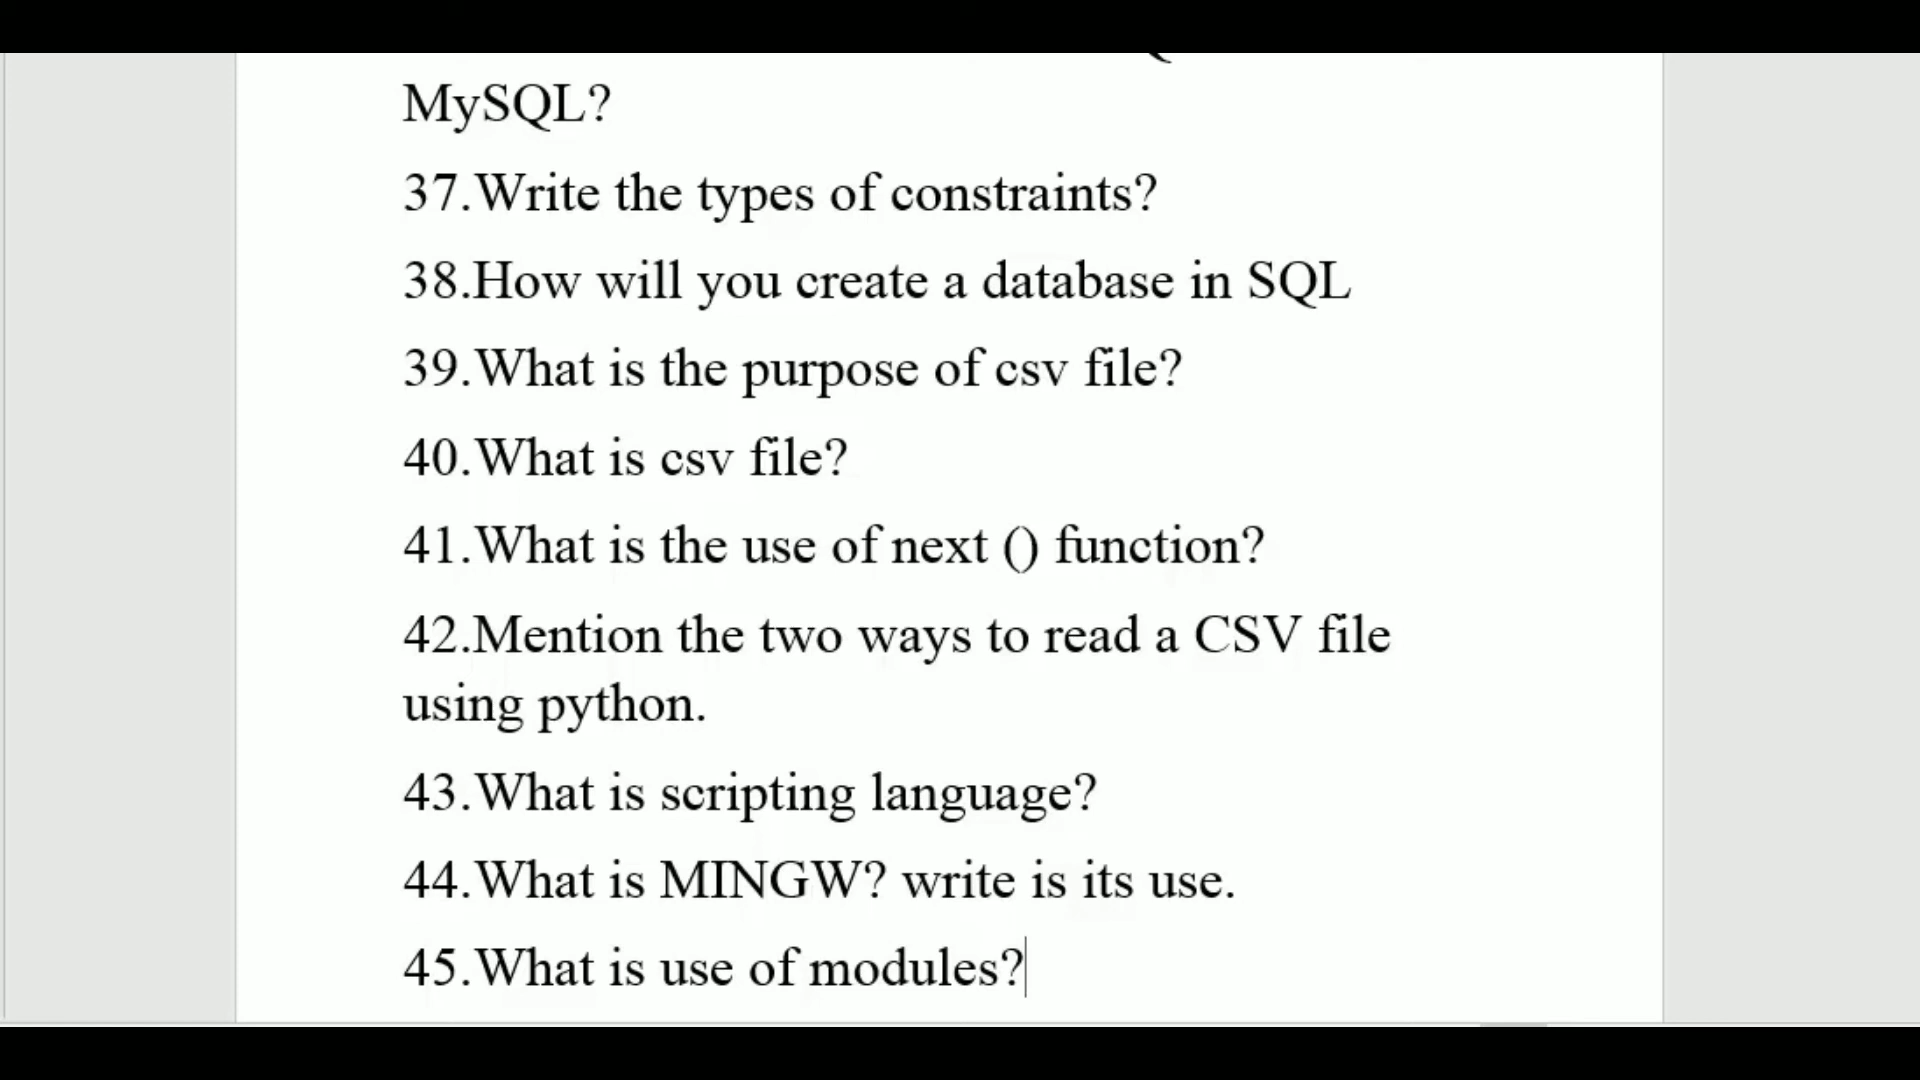 MySQL?
37.Write the types of constraints?
38.How will you create a database in SQL
39.What is the purpose of csv file?
40.What is csv file?
41.What is the use of next () function?
42.Mention the two ways to read a CSV file
using python.
43.What is scripting language?
44.What is MINGW? write is its use.
45.What is use of modules?